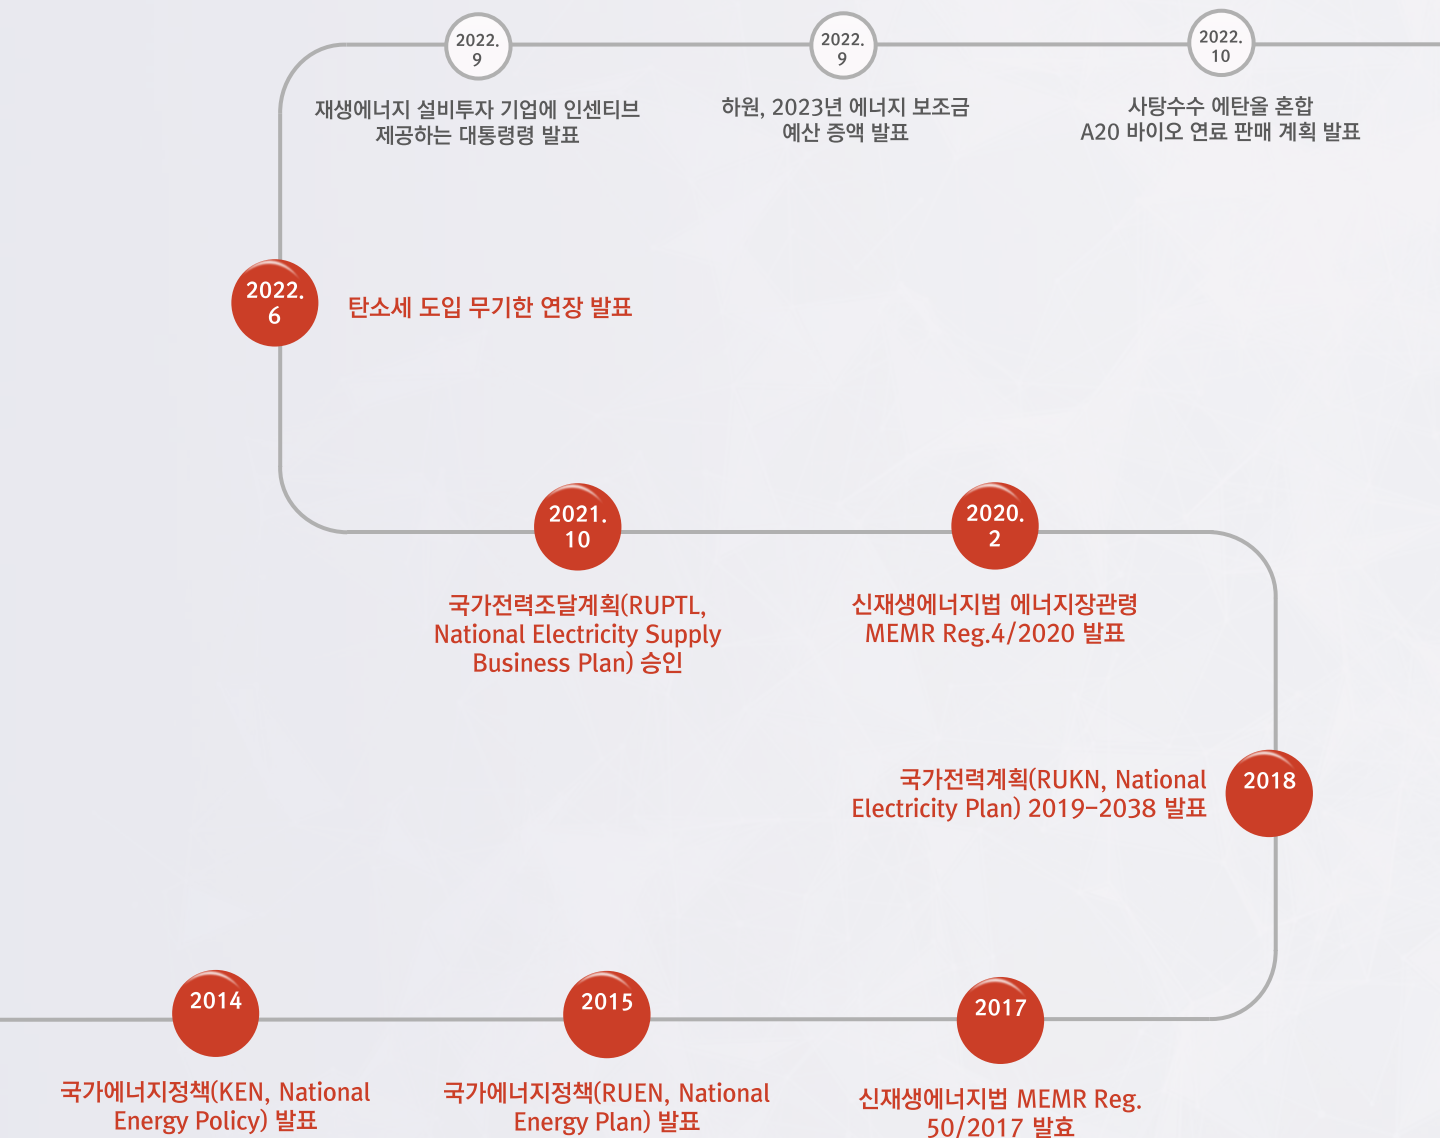 2022.
9
재생에너지 설비투자 기업에 인센티브
제공하는 대통령령 발표
2022.
9
하원, 2023년 에너지 보조금
예산 증액 발표
2022.
10
사탕수수 에탄올 혼합
A20 바이오 연료 판매 계획 발표
2022.
6
탄소세 도입 무기한 연장 발표
2021.
10
국가전력조달계획(RUPTL,
National Electricity Supply
Business Plan) 승인
2020.
2
신재생에너지법 에너지장관령
MEMR Reg.4/2020 발표
국가전력계획(RUKN, National
Electricity Plan) 2019-2038 발표
2018
2014
국가에너지정책(KEN, National
Energy Policy) 발표
2015
국가에너지정책(RUEN, National
Energy Plan) 발표
2017
신재생에너지법 MEMR Reg.
50/2017 발효